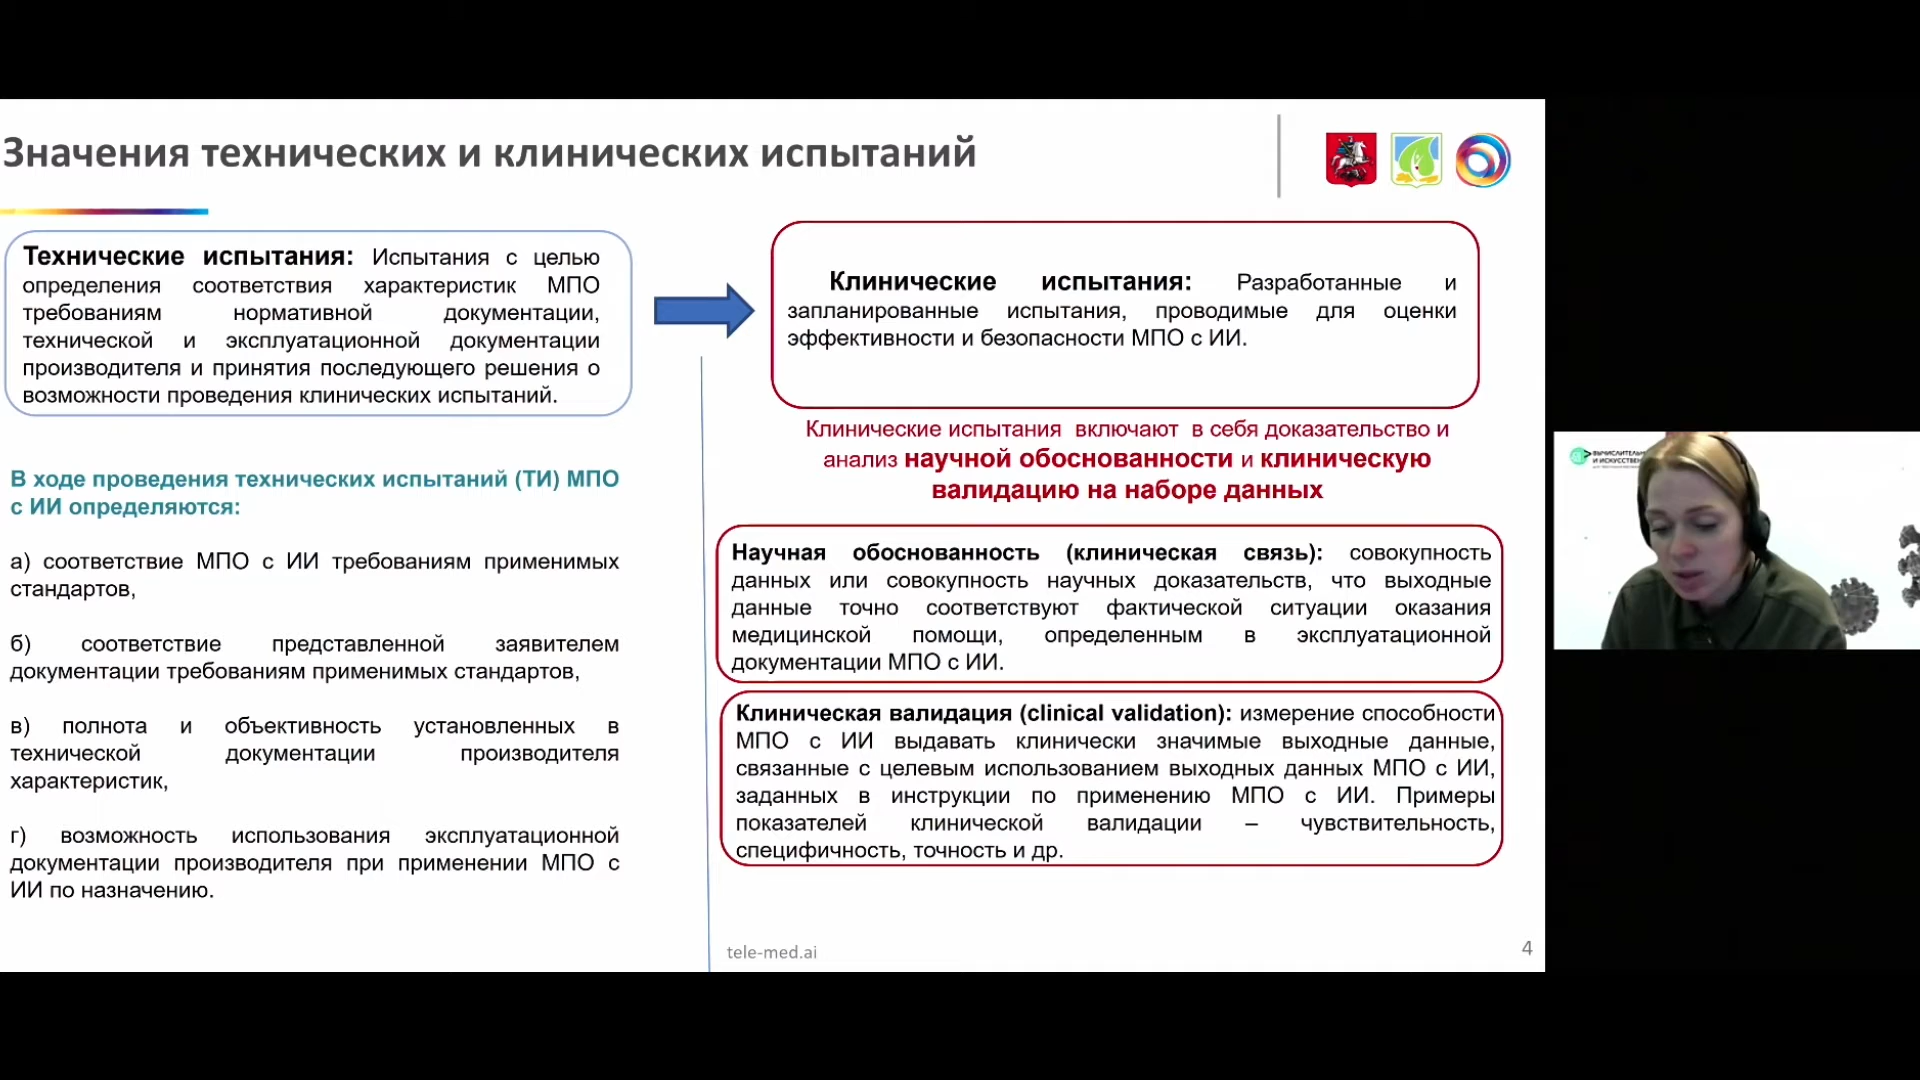 Значения технических и клинических испытаний
Технические испытания: Испытания с целью
определения соответствия характеристик МПО
требованиям нормативной документации,
технической и эксплуатационной документации
производителя и принятия последующего решения о
возможности проведения клинических испытаний.
В ходе проведения технических испытаний (ТИ) МПО
с ИИ определяются:
а) соответствие МПО с ИИ требованиям применимых
стандартов,
б) соответствие представленной заявителем
документации требованиям применимых стандартов,
в) полнота и объективность установленных в
технической документации производителя
характеристик,
г) возможность использования эксплуатационной
документации производителя при применении МПО с
ИИ по назначению.
Клинические испытания: Разработанные и
запланированные испытания, проводимые для оценки
эффективности и безопасности МПО с ИИ.
Клинические испытания включают в себя доказательство и
анализ научной обоснованности и клиническую
валидацию на наборе данных
Научная обоснованность (клиническая связь): совокупность
данных или совокупность научных доказательств, что выходные
данные точно соответствуют фактической ситуации оказания
медицинской помощи, определенным в эксплуатационной
документации МПО с ИИ.
Клиническая валидация (clinical validation): измерение способности
МПО с ИИ выдавать клинически значимые выходные данные,
связанные с целевым использованием выходных данных МПО с ИИ,
заданных в инструкции по применению МПО с ИИ. Примеры
показателей клинической валидации – чувствительность,
специфичность, точность и др.
tele-med.ai
4